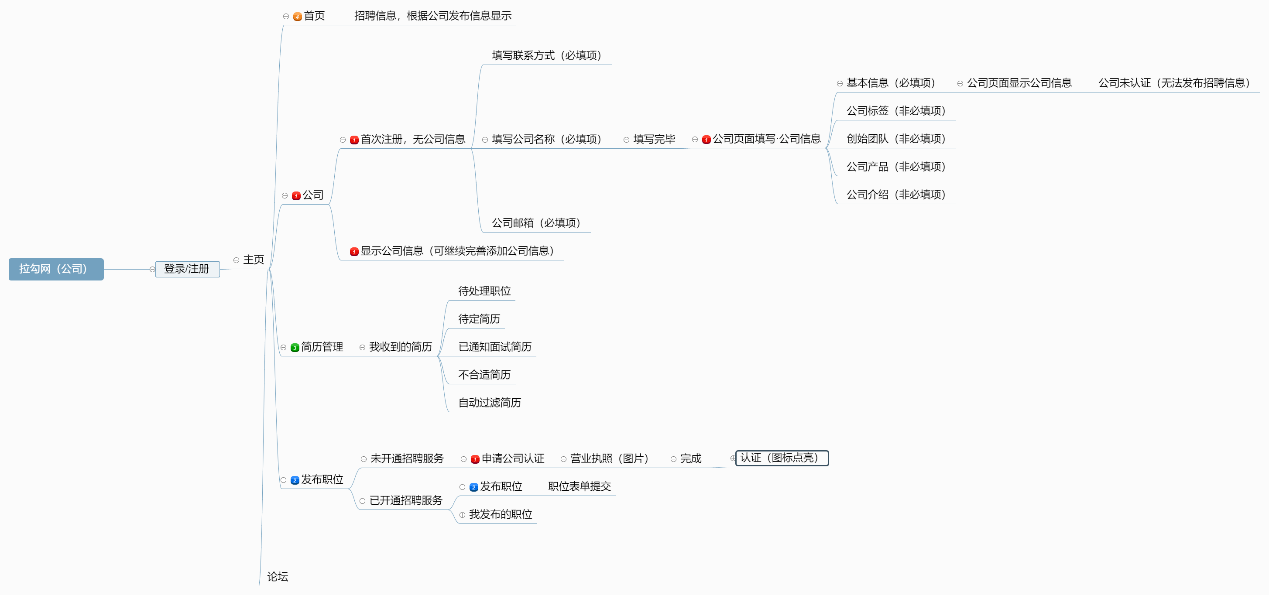 拉勾网（公司）
登录/注册
主页
首页
招聘信息，根据公司发布信息显示
公司
首次注册，无公司信息
填写联系方式（必填项）
填写公司名称（必填项）
填写完毕
公司页面填写·公司信息
基本信息（必填项）
公司页面显示公司信息
公司未认证（无法发布招聘信息）
公司标签（非必填项）
创始团队（非必填项）
公司产品（非必填项）
公司介绍（非必填项）
公司邮箱（必填项）
显示公司信息（可继续完善添加公司信息）
简历管理
我收到的简历
待处理职位
待定简历
已通知面试简历
不合适简历
自动过滤简历
发布职位
未开通招聘服务
申请公司认证
营业执照（图片）
完成
认证（图标点亮）
已开通招聘服务
发布职位
职位表单提交
我发布的职位
论坛